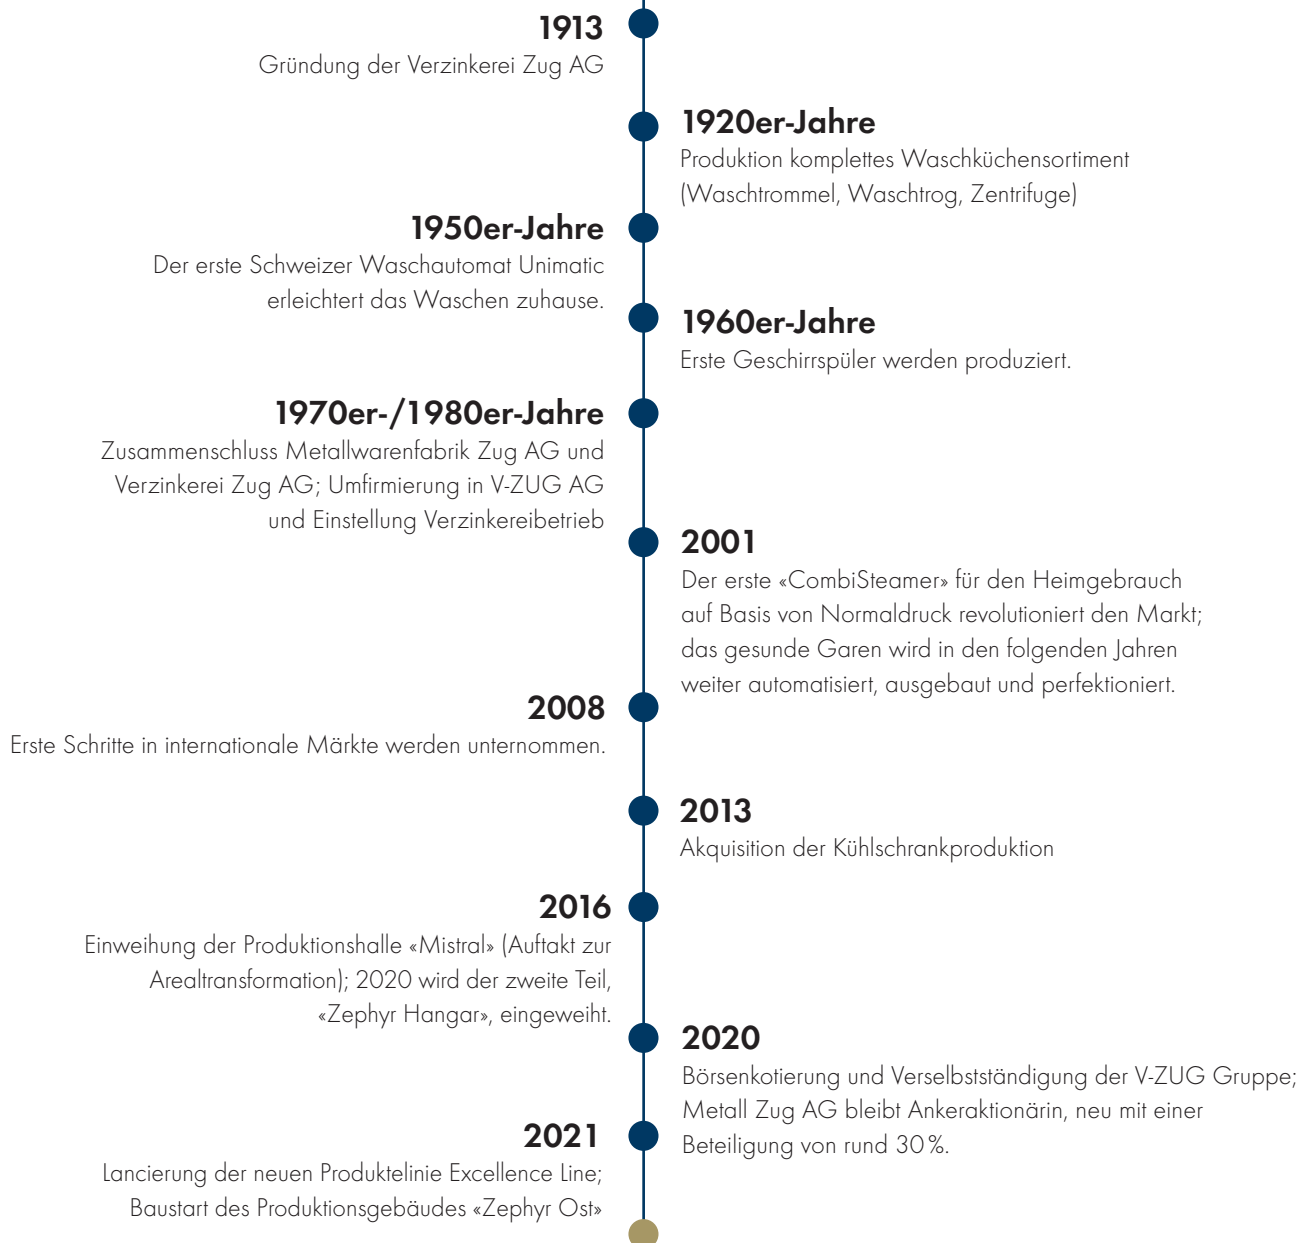 1913
Gründung der Verzinkerei Zug AG
1920er-Jahre
Produktion komplettes Waschküchensortiment
(Waschtrommel, Waschtrog, Zentrifuge)
1950er-Jahre
Der erste Schweizer Waschautomat Unimatic
erleichtert das Waschen zuhause.
1960er-Jahre
Erste Geschirrspüler werden produziert.
1970er-/1980er-Jahre
Zusammenschluss Metallwarenfabrik Zug AG und
Verzinkerei Zug AG; Umfirmierung in V-ZUG AG
und Einstellung Verzinkereibetrieb
2001
Der erste «CombiSteamer» für den Heimgebrauch
auf Basis von Normaldruck revolutioniert den Markt;
das gesunde Garen wird in den folgenden Jahren
weiter automatisiert, ausgebaut und perfektioniert.
2008
Erste Schritte in internationale Märkte werden unternommen.
2013
Akquisition der Kühlschrankproduktion
2016
Einweihung der Produktionshalle «Mistral» (Auftakt zur
Arealtransformation); 2020 wird der zweite Teil,
«Zephyr Hangar», eingeweiht.
2020
Börsenkotierung und Verselbstständigung der V-ZUG Gruppe;
Metall Zug AG bleibt Ankeraktionärin, neu mit einer
Beteiligung von rund 30 %.
2021
Lancierung der neuen Produktelinie Excellence Line;
Baustart des Produktionsgebäudes «Zephyr Ost»